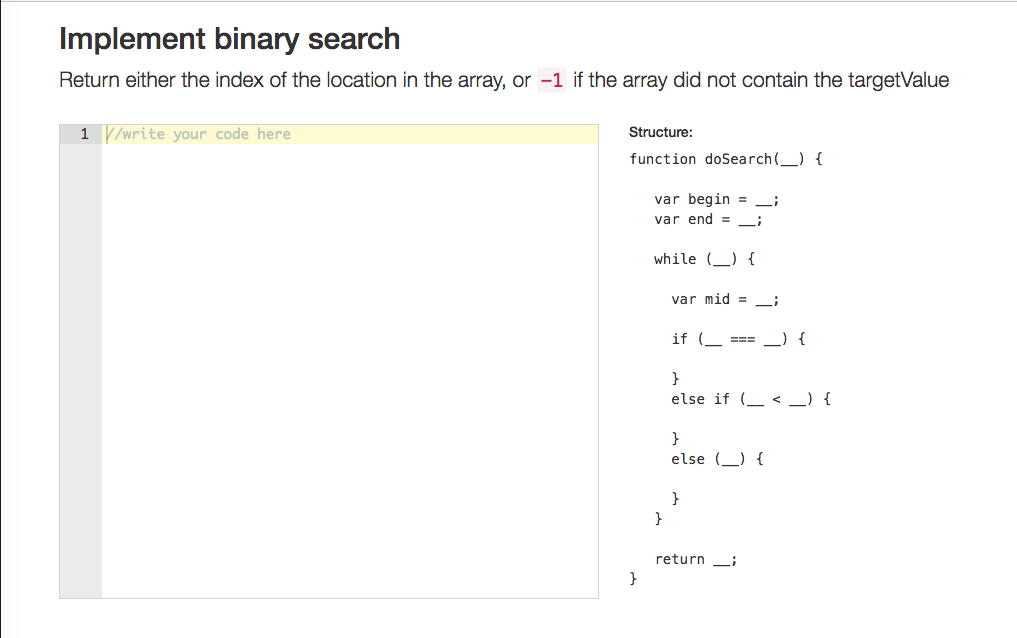 Implement binary search
Return either the index of the location in the array, or -1 if the array did not contain the targetValue
1 //write your code here
Structure:
function doSearch(__) {
var begin = __;
var end = __;
while (__) {
var mid = __;
if (__ === __) {
}
else if (__ < __) {
}
else (__) {
}
}
return __;
}